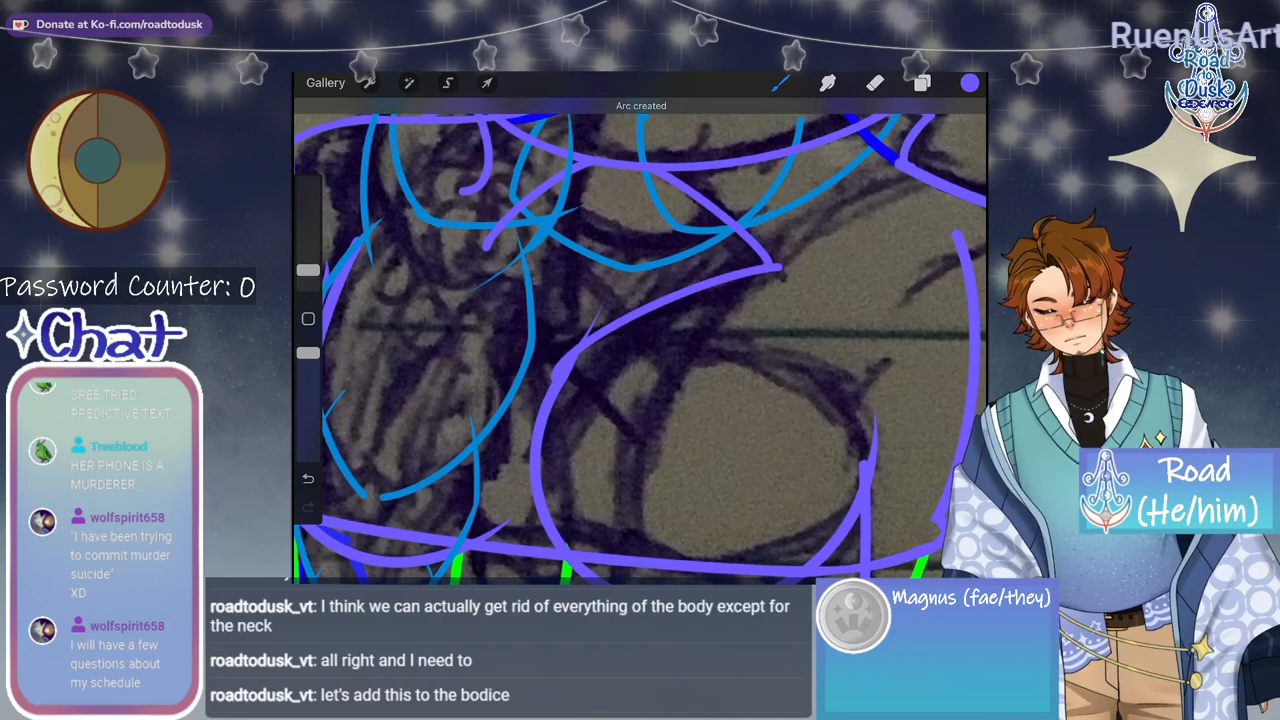 Donate at Ko-fi.com/roadtodusk
Gallery
Arc created
Road
to
Dusk
Password Counter: 0
Chat
SPEE TRIED
PREDICTIVE TEXT
Treeblood
HER PHONE IS A
MURDERER
wolfspirit658
"I have been trying
to commit murder
suicide"
XD
wolfspirit658
I will have a few
questions about
my schedule
roadtodusk_vt: I think we can actually get rid of everything of the body except for
the neck
roadtodusk_vt: all right and I need to
roadtodusk_vt: let's add this to the bodice
Magnus (fae/they)
Road
(He/him)